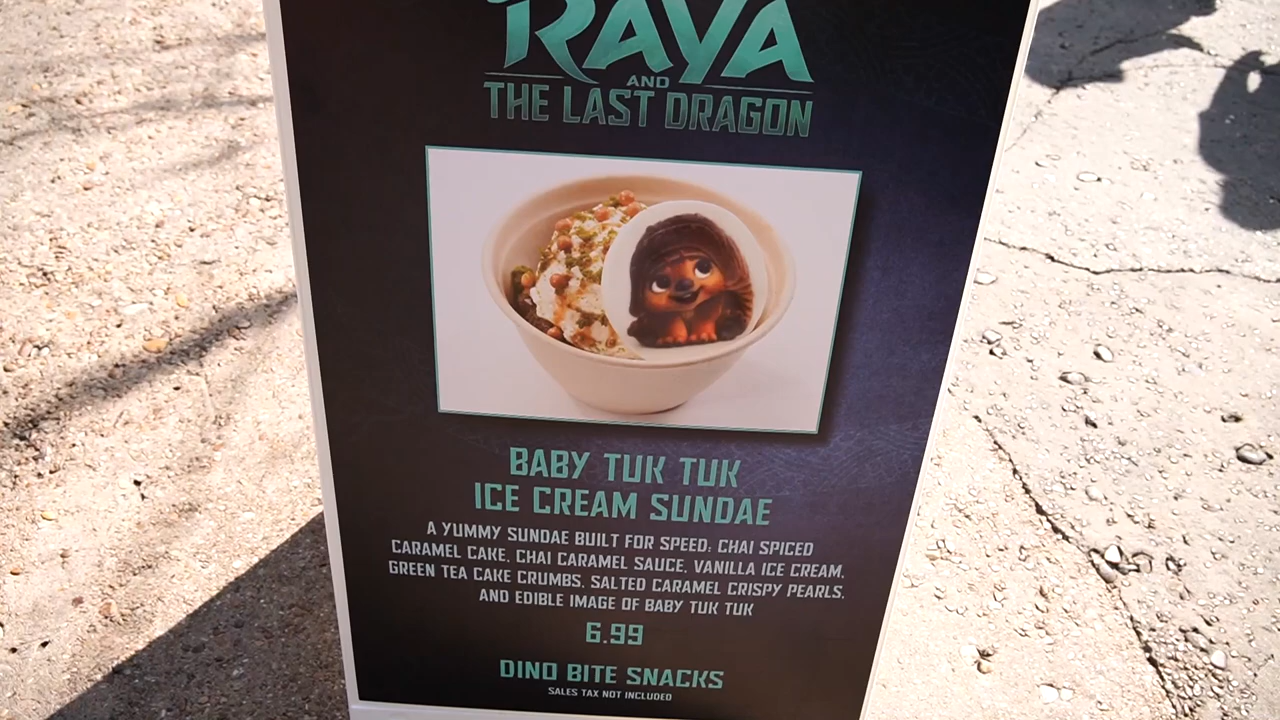 RAYA
AND
THE LAST DRAGON
BABY TUK TUK
ICE CREAM SUNDAE
A YUMMY SUNDAE BUILT FOR SPEED: CHAI SPICED
CARAMEL CAKE, CHAI CARAMEL SAUCE, VANILLA ICE CREAM,
GREEN TEA CAKE CRUMBS, SALTED CARAMEL CRISPY PEARLS,
AND EDIBLE IMAGE OF BABY TUK TUK
6.99
DINO BITE SNACKS
SALES TAX NOT INCLUDED